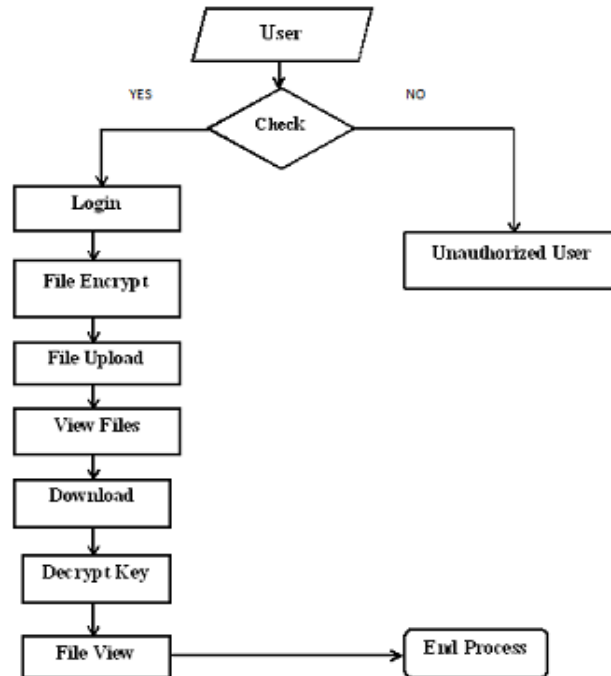 User
YES
NO
Check
Login
Unauthorized User
File Encrypt
File Upload
View Files
Download
Decrypt Key
File View
End Process